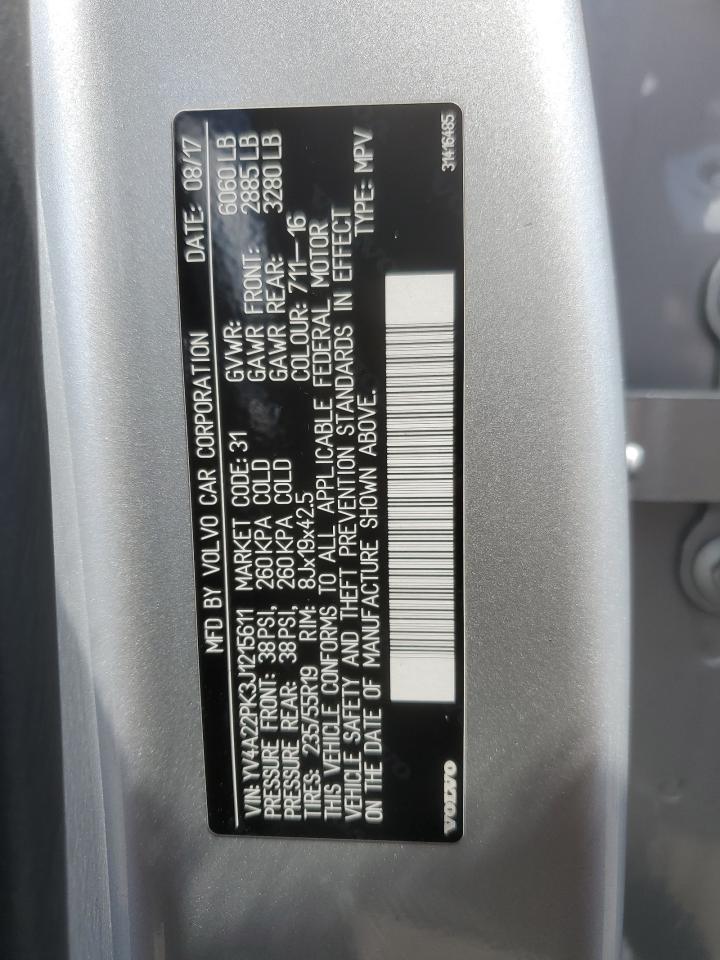 MFD BY VOLVO CAR CORPORATION DATE: 08/17
VIN: YV4A22PK3J1215611 MARKET CODE: 31 GVWR: 6060 LB
PRESSURE FRONT: 38PSI, 260KPA COLD GAWR FRONT: 2885 LB
PRESSURE REAR: 38PSI, 260KPA COLD GAWR REAR: 3280 LB
TIRES: 235/55R19 RIM: 8Jx19x42.5 COLOUR: 711-16
THIS VEHICLE CONFORMS TO ALL APPLICABLE FEDERAL MOTOR
VEHICLE SAFETY AND THEFT PREVENTION STANDARDS IN EFFECT
ON THE DATE OF MANUFACTURE SHOWN ABOVE. TYPE: MPV
VOLVO 31416485